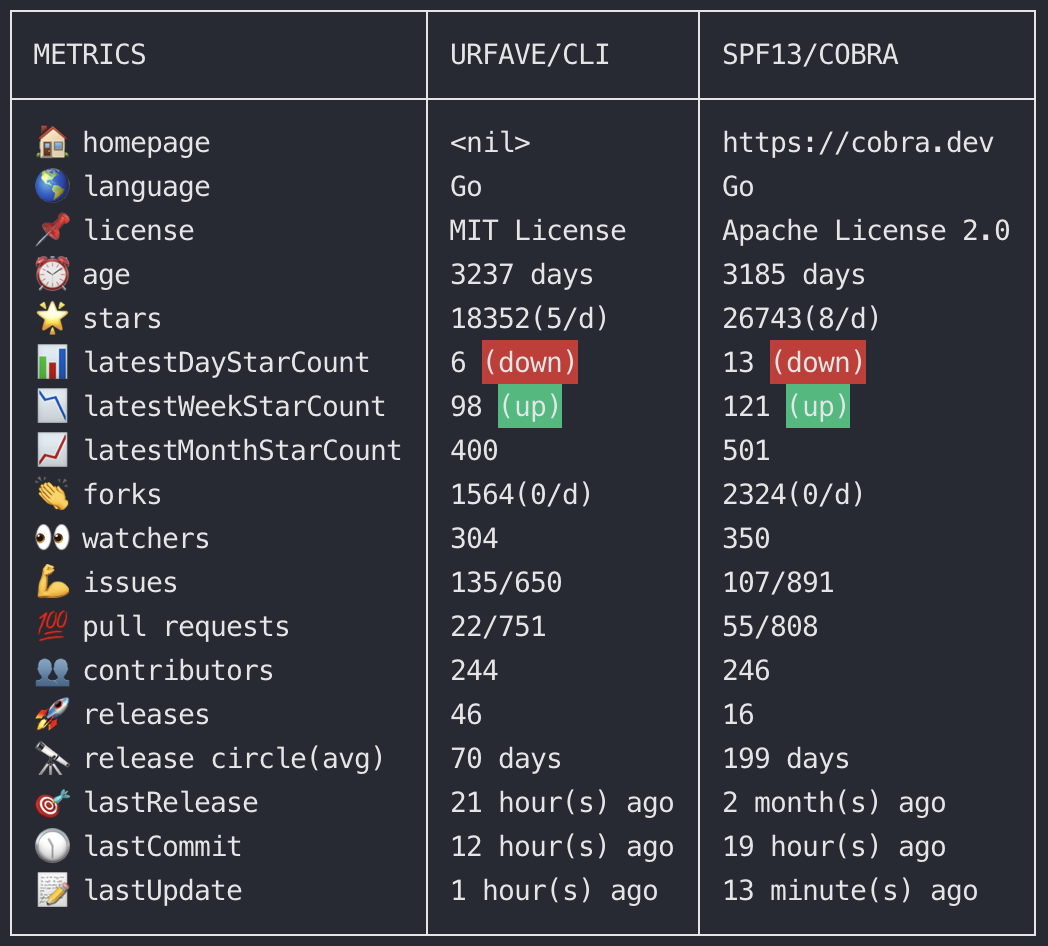 METRICS URFAVE/CLI SPF13/COBRA
🏠 homepage <nil> https://cobra.dev
🌎 language Go Go
📌 license MIT License Apache License 2.0
⏰ age 3237 days 3185 days
🌟 stars 18352(5/d) 26743(8/d)
📊 latestDayStarCount 6 (down) 13 (down)
📉 latestWeekStarCount 98 (up) 121 (up)
📈 latestMonthStarCount 400 501
👏 forks 1564(0/d) 2324(0/d)
👀 watchers 304 350
💪 issues 135/650 107/891
💯 pull requests 22/751 55/808
👥 contributors 244 246
🚀 releases 46 16
🔭 release circle(avg) 70 days 199 days
🎯 lastRelease 21 hour(s) ago 2 month(s) ago
🕦 lastCommit 12 hour(s) ago 19 hour(s) ago
📝 lastUpdate 1 hour(s) ago 13 minute(s) ago